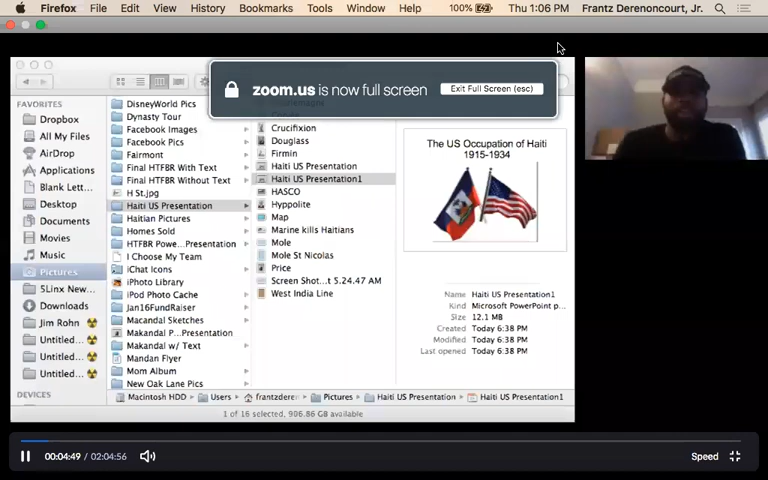 Firefox File Edit View History Bookmarks Tools Window Help 100% Thu 1:06 PM Frantz Derenoncourt, Jr.
zoom.us is now full screen
Exit Full Screen (esc)
FAVORITES
Dropbox
All My Files
AirDrop
Applications
Blank Lett...
Desktop
Documents
Movies
Music
Pictures
5Linx New...
Downloads
Jim Rohn
Untitled...
Untitled...
Untitled...
DEVICES
DisneyWorld Pics
Dynasty Tour
Facebook Images
Facebook Pics
Fairmont
Final HTFBR With Text
Final HTFBR Without Text
H St.jpg
Haiti US Presentation
Haitian Pictures
Homes Sold
HTFBR Powe...Presentation
I Choose My Team
iChat Icons
iPhoto Library
iPod Photo Cache
Jan16FundRaiser
Macandal Sketches
Makandal P...Presentation
Makandal w/ Text
Mandan Flyer
Mom Album
New Oak Lane Pics
Crucifixion
Douglass
Firmin
Haiti US Presentation
Haiti US Presentation1
HASCO
Hyppolite
Map
Marine kills Haitians
Mole
Mole St Nicolas
Price
Screen Shot...t 5.24.47 AM
West India Line
The US Occupation of Haiti
1915-1934
Name Haiti US Presentation1
Kind Microsoft PowerPoint p...
Size 12.1 MB
Created Today 6:38 PM
Modified Today 6:38 PM
Last opened Today 6:38 PM
Macintosh HDD Users frantzderen Pictures Haiti US Presentation Haiti US Presentation1
1 of 16 selected, 906.86 GB available
00:04:49 / 02:04:56 Speed